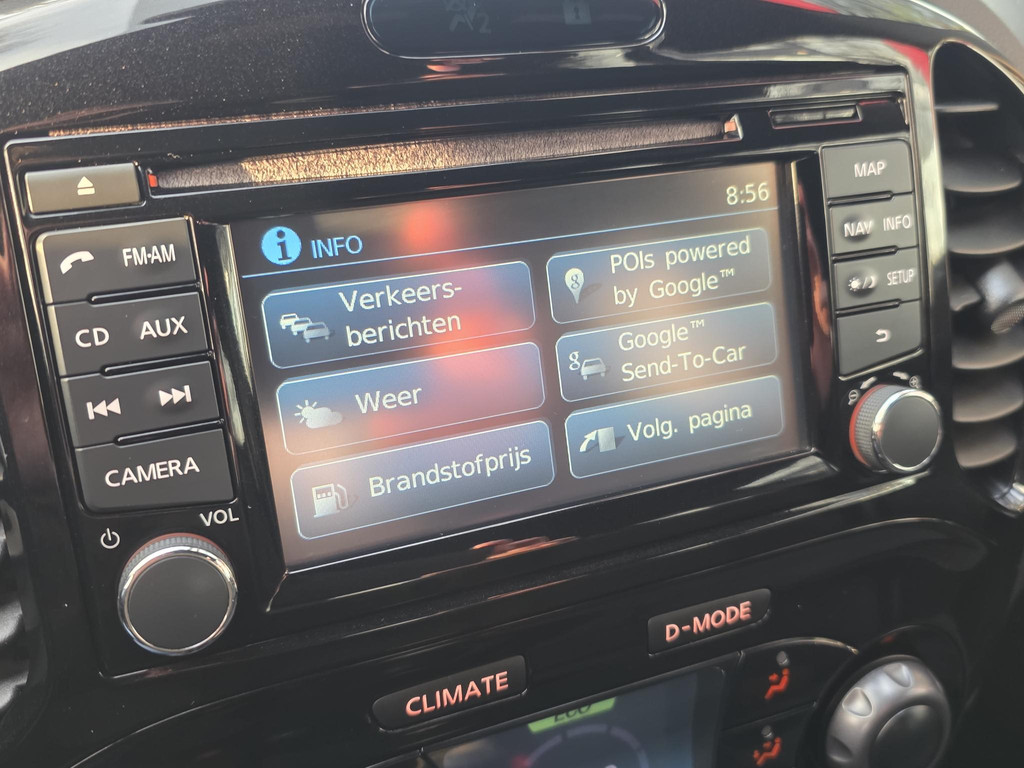 8:56
i INFO
MAP
FM·AM
NAV INFO
Verkeers-
berichten
POIs powered
by Google™
SETUP
CD AUX
Weer
Google™
Send-To-Car
Brandstofprijs
Volg. pagina
CAMERA
VOL
D-MODE
CLIMATE
ECO